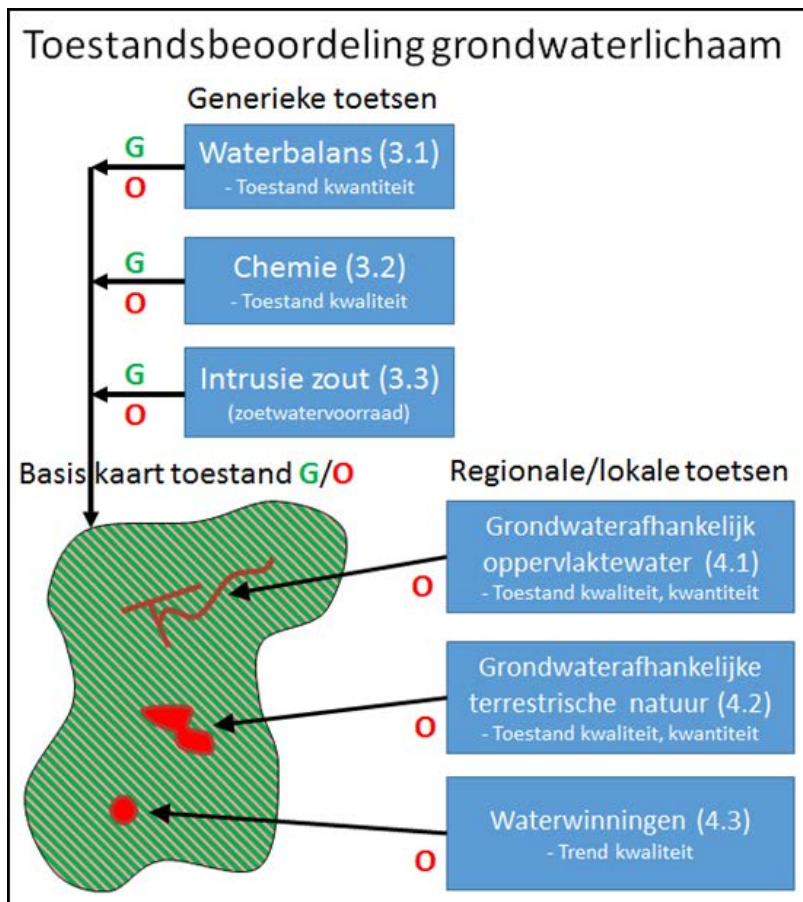 Toestandsbeoordeling grondwaterlichaam
Generieke toetsen
G
O
Waterbalans (3.1)
- Toestand kwantiteit
G
O
Chemie (3.2)
- Toestand kwaliteit
G
O
Intrusie zout (3.3)
(zoetwatervoorraad)
Basis kaart toestand G/O
Regionale/lokale toetsen
O
Grondwaterafhankelijk
oppervlaktewater (4.1)
- Toestand kwaliteit, kwantiteit
O
Grondwaterafhankelijke
terrestrische natuur (4.2)
- Toestand kwaliteit, kwantiteit
O
Waterwinningen (4.3)
- Trend kwaliteit